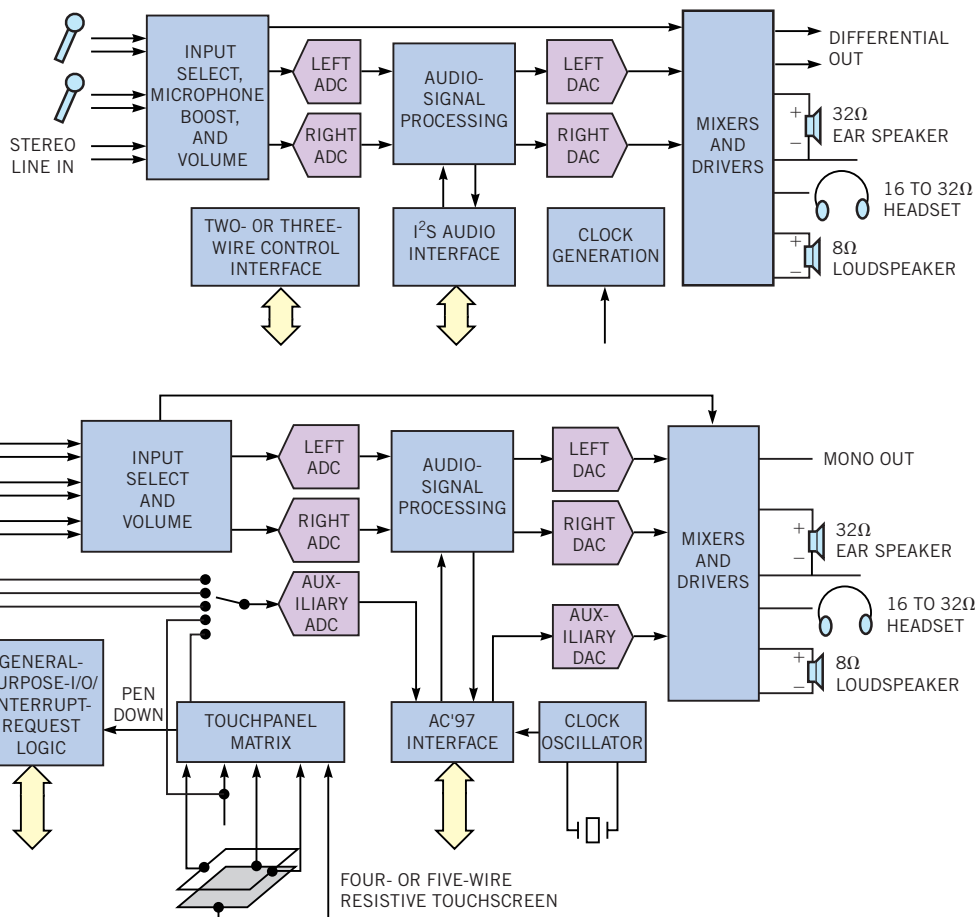 INPUT
SELECT,
MICROPHONE
BOOST,
AND
VOLUME
STEREO
LINE IN
LEFT
ADC
RIGHT
ADC
AUDIO-
SIGNAL
PROCESSING
LEFT
DAC
RIGHT
DAC
MIXERS
AND
DRIVERS
DIFFERENTIAL
OUT
+
−
32Ω
EAR SPEAKER
16 TO 32Ω
HEADSET
+
−
8Ω
LOUDSPEAKER
TWO- OR THREE-
WIRE CONTROL
INTERFACE
I²S AUDIO
INTERFACE
CLOCK
GENERATION
INPUT
SELECT
AND
VOLUME
LEFT
ADC
RIGHT
ADC
AUX-
ILIARY
ADC
AUDIO-
SIGNAL
PROCESSING
LEFT
DAC
RIGHT
DAC
AUX-
ILIARY
DAC
MIXERS
AND
DRIVERS
MONO OUT
+
−
32Ω
EAR SPEAKER
16 TO 32Ω
HEADSET
+
−
8Ω
LOUDSPEAKER
GENERAL-
URPOSE-I/O/
NTERRUPT-
REQUEST
LOGIC
PEN
DOWN
TOUCHPANEL
MATRIX
AC'97
INTERFACE
CLOCK
OSCILLATOR
FOUR- OR FIVE-WIRE
RESISTIVE TOUCHSCREEN